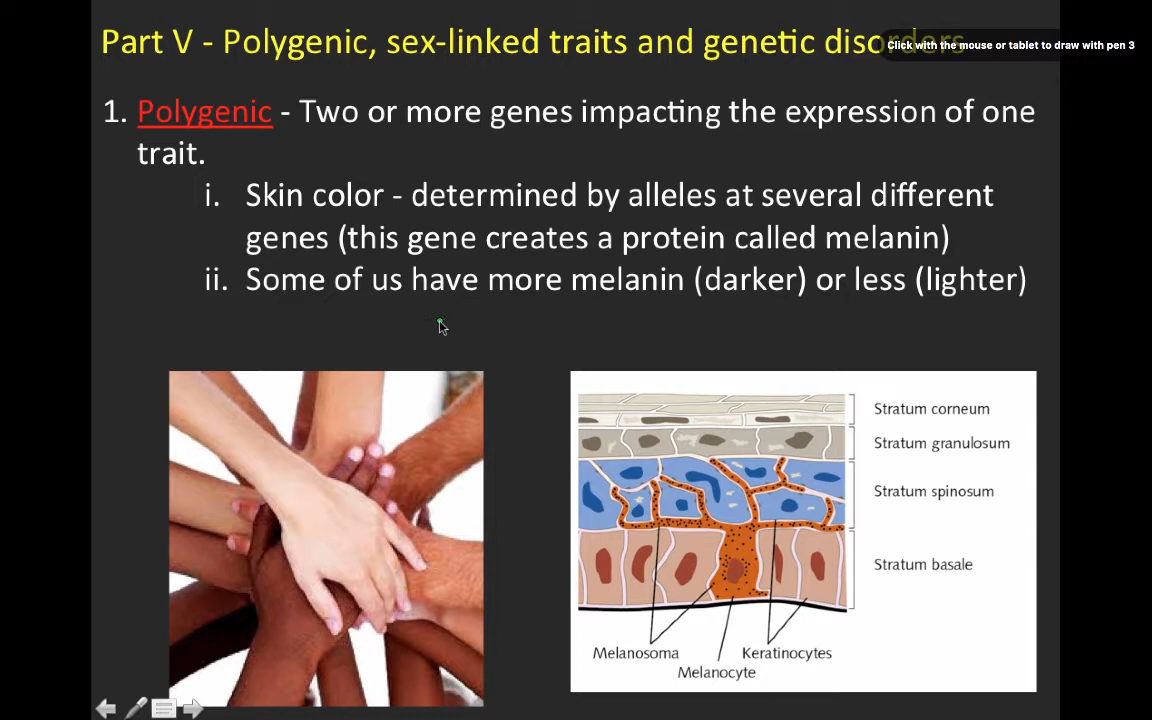 Part V - Polygenic, sex-linked traits and genetic disorders
Click with the mouse or tablet to draw with pen 3
1. Polygenic - Two or more genes impacting the expression of one
trait.
i. Skin color - determined by alleles at several different
genes (this gene creates a protein called melanin)
ii. Some of us have more melanin (darker) or less (lighter)
Stratum corneum
Stratum granulosum
Stratum spinosum
Stratum basale
Melanosoma
Keratinocytes
Melanocyte